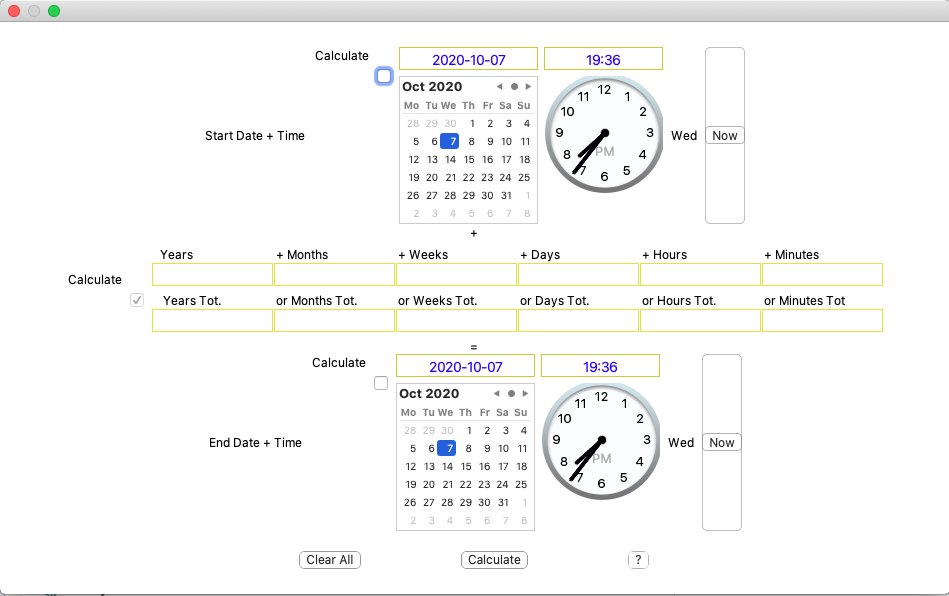 Calculate
2020-10-07 19:36
Oct 2020
Mo Tu We Th Fr Sa Su
28 29 30 1 2 3 4
5 6 7 8 9 10 11
12 13 14 15 16 17 18
19 20 21 22 23 24 25
26 27 28 29 30 31 1
2 3 4 5 6 7 8
12 1 2 3 4 5 6 7 8 9 10 11
PM
Start Date + Time
Wed
Now
+
Years + Months + Weeks + Days + Hours + Minutes
Calculate
Years Tot. or Months Tot. or Weeks Tot. or Days Tot. or Hours Tot. or Minutes Tot
=
Calculate
2020-10-07 19:36
Oct 2020
Mo Tu We Th Fr Sa Su
28 29 30 1 2 3 4
5 6 7 8 9 10 11
12 13 14 15 16 17 18
19 20 21 22 23 24 25
26 27 28 29 30 31 1
2 3 4 5 6 7 8
12 1 2 3 4 5 6 7 8 9 10 11
PM
End Date + Time
Wed
Now
Clear All Calculate ?